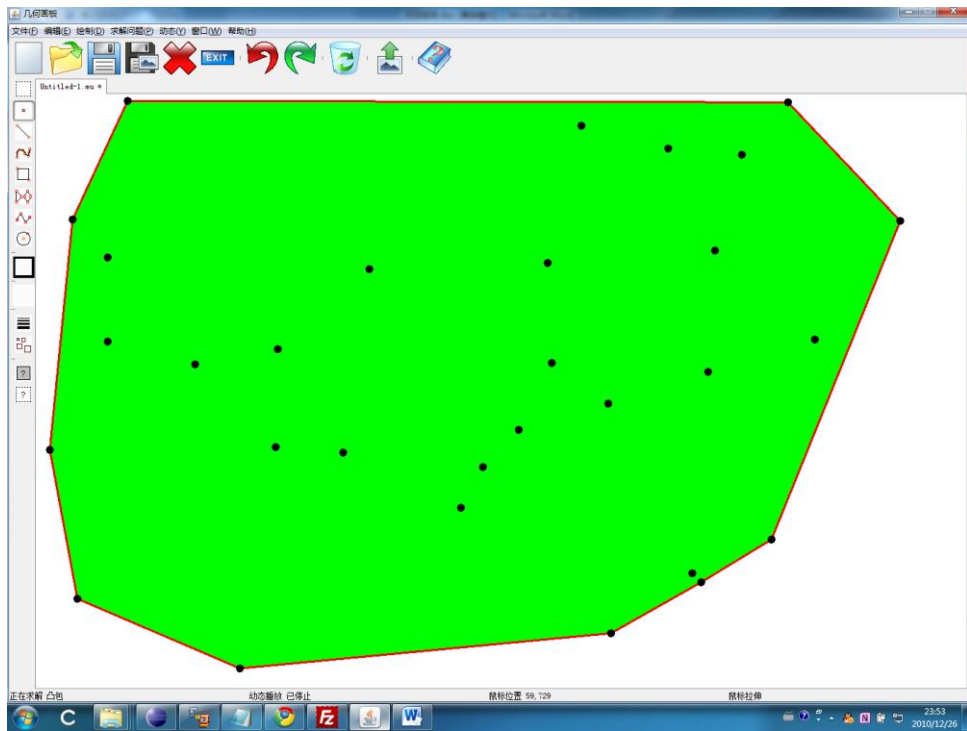 几何画板
文件(F) 编辑(E) 绘制(D) 求解问题(P) 动态(Y) 窗口(W) 帮助(H)
EXIT
Untitled-1.mu *
?
?
正在求解 凸包 动态播放 已停止 鼠标位置 59,729 鼠标拉伸
C Fz W N 23:53
2010/12/26